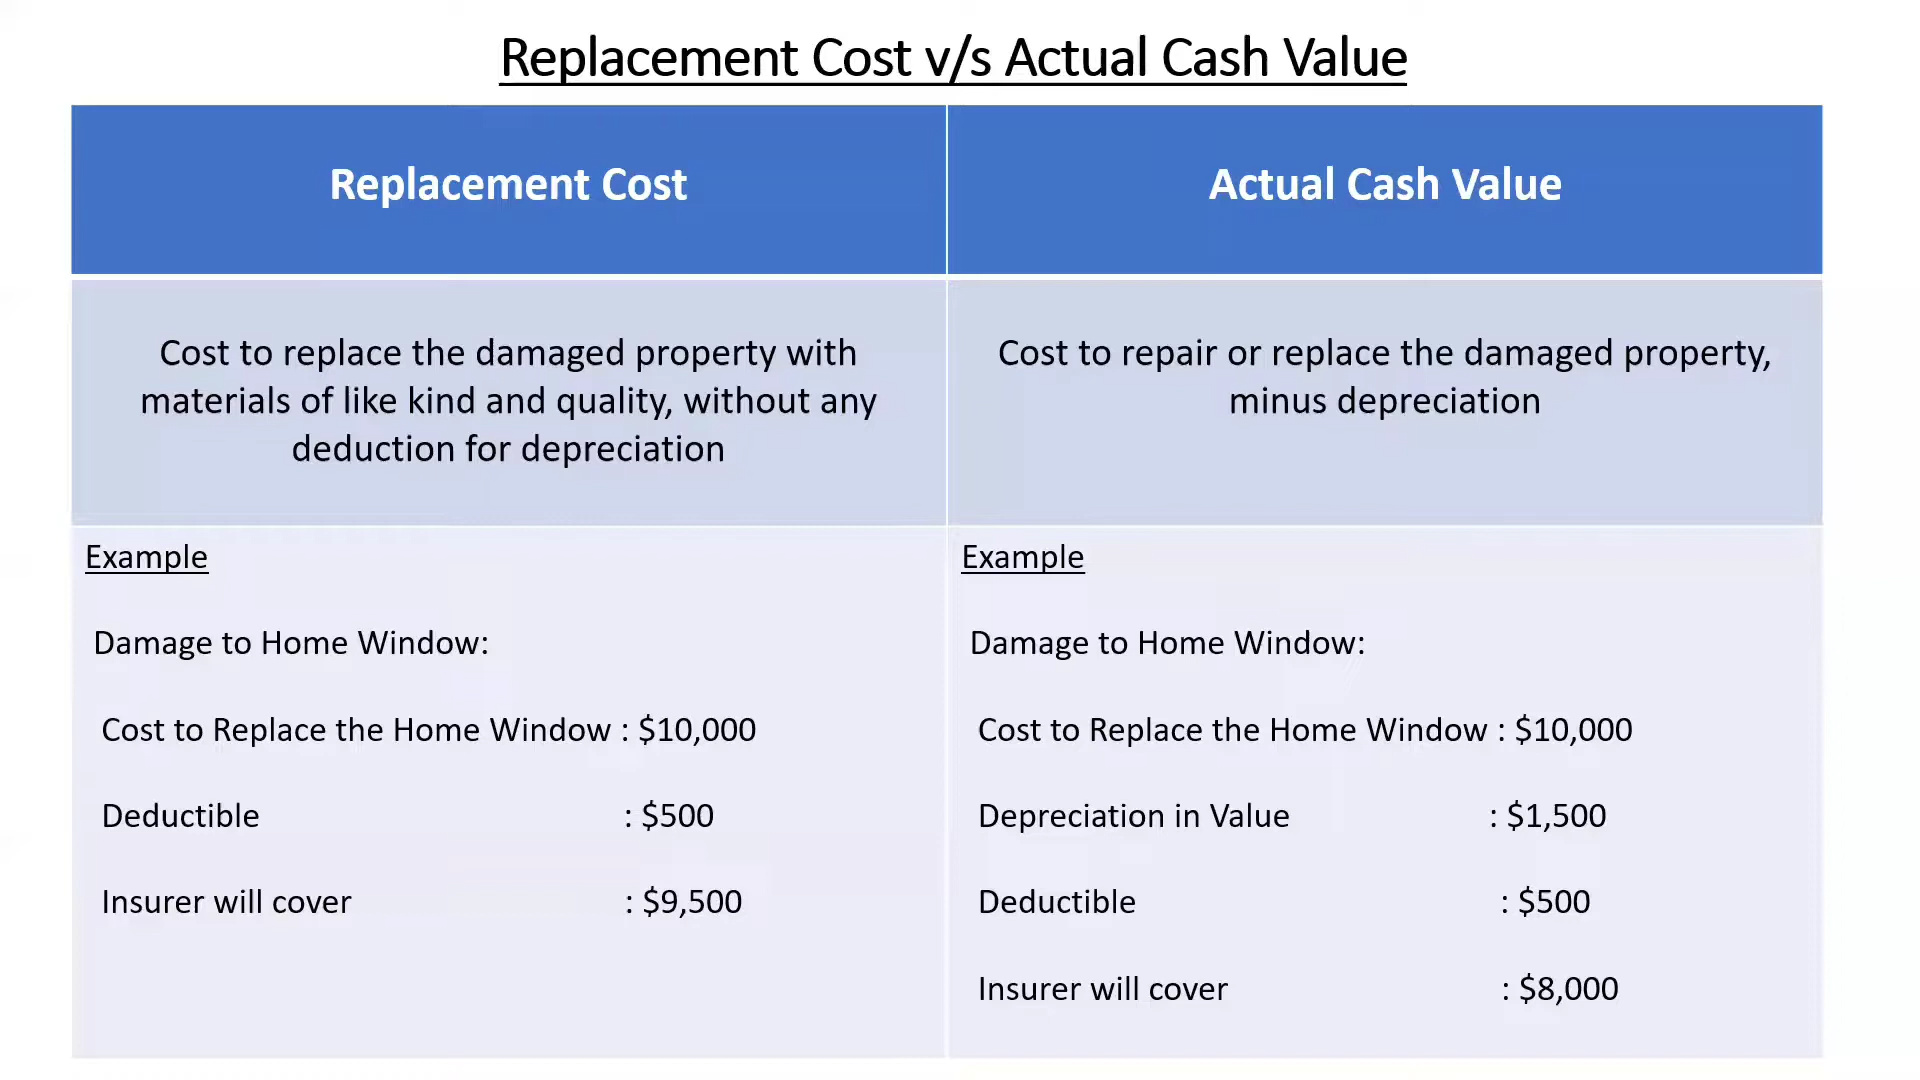 Replacement Cost v/s Actual Cash Value
Replacement Cost
Actual Cash Value
Cost to replace the damaged property with
materials of like kind and quality, without any
deduction for depreciation
Cost to repair or replace the damaged property,
minus depreciation
Example
Damage to Home Window:
Cost to Replace the Home Window : $10,000
Deductible : $500
Insurer will cover : $9,500
Example
Damage to Home Window:
Cost to Replace the Home Window : $10,000
Depreciation in Value : $1,500
Deductible : $500
Insurer will cover : $8,000